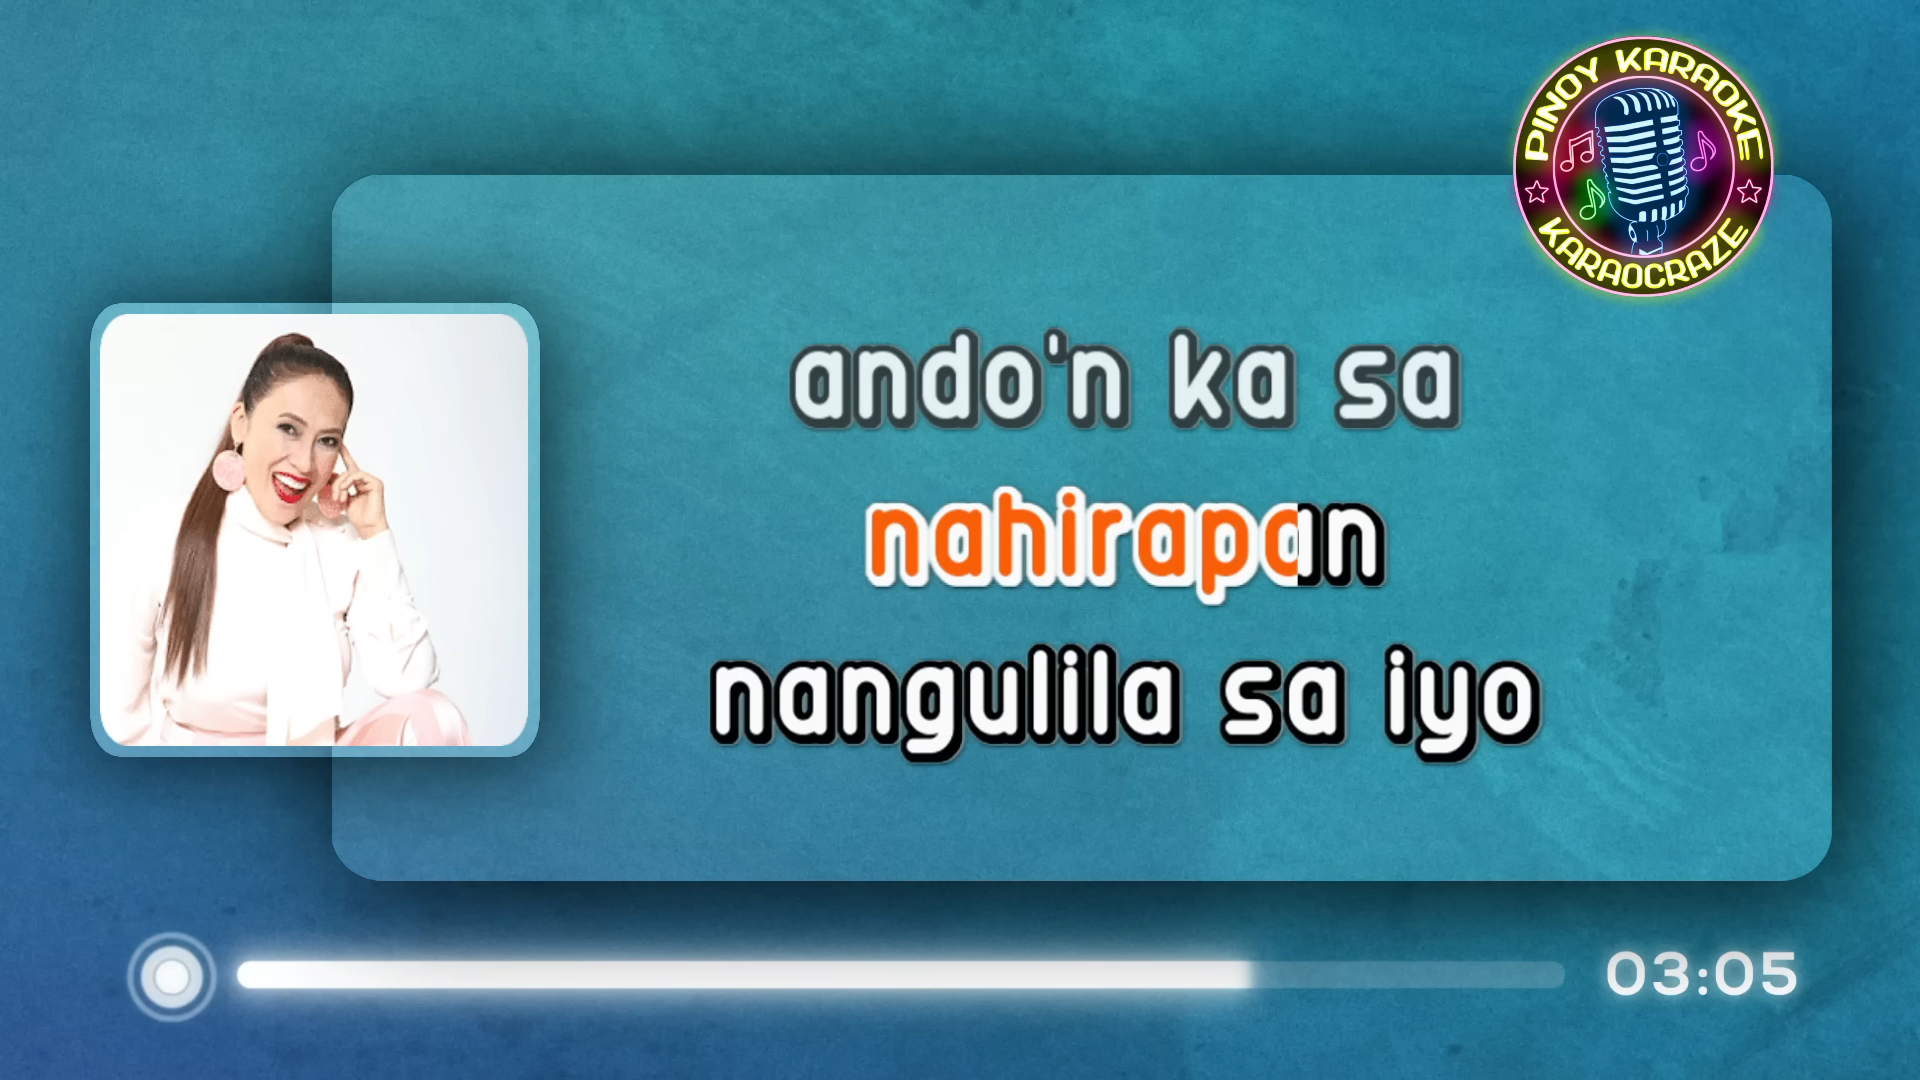 PINOY KARAOKE
KARAOCRAZE
ando'n ka sa
nahirapan
nangulila sa iyo
03:05